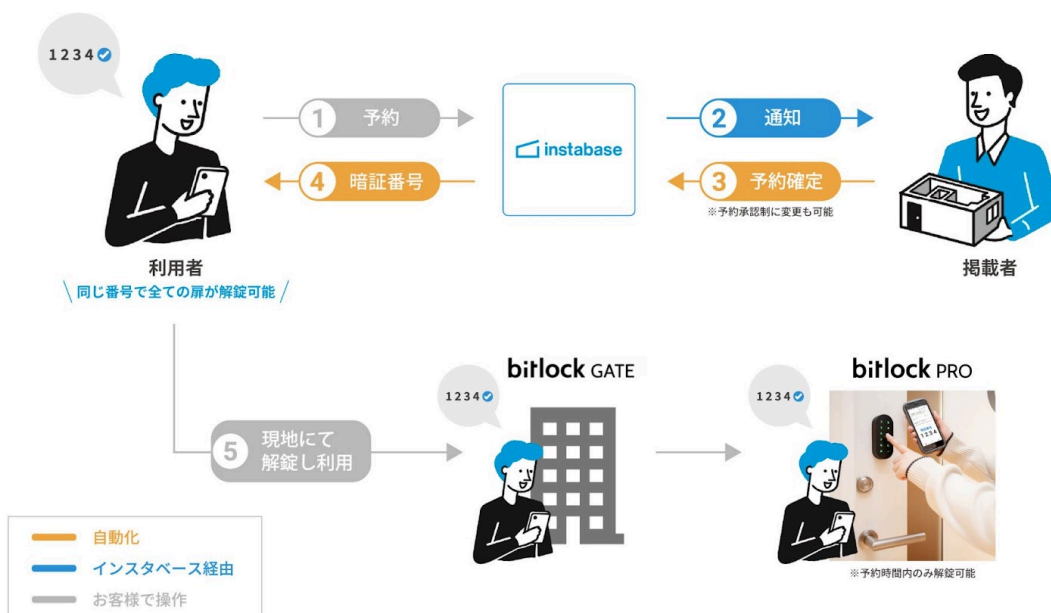 1234
1 予約
instabase
2 通知
4 暗証番号
3 予約確定
※予約承認制に変更も可能
利用者
\ 同じ番号で全ての扉が解錠可能 /
掲載者
bitlock GATE
bitlock PRO
1234
1234
5 現地にて
解錠し利用
暗証番号
1234
※予約時間内のみ解錠可能
自動化
インスタベース経由
お客様で操作